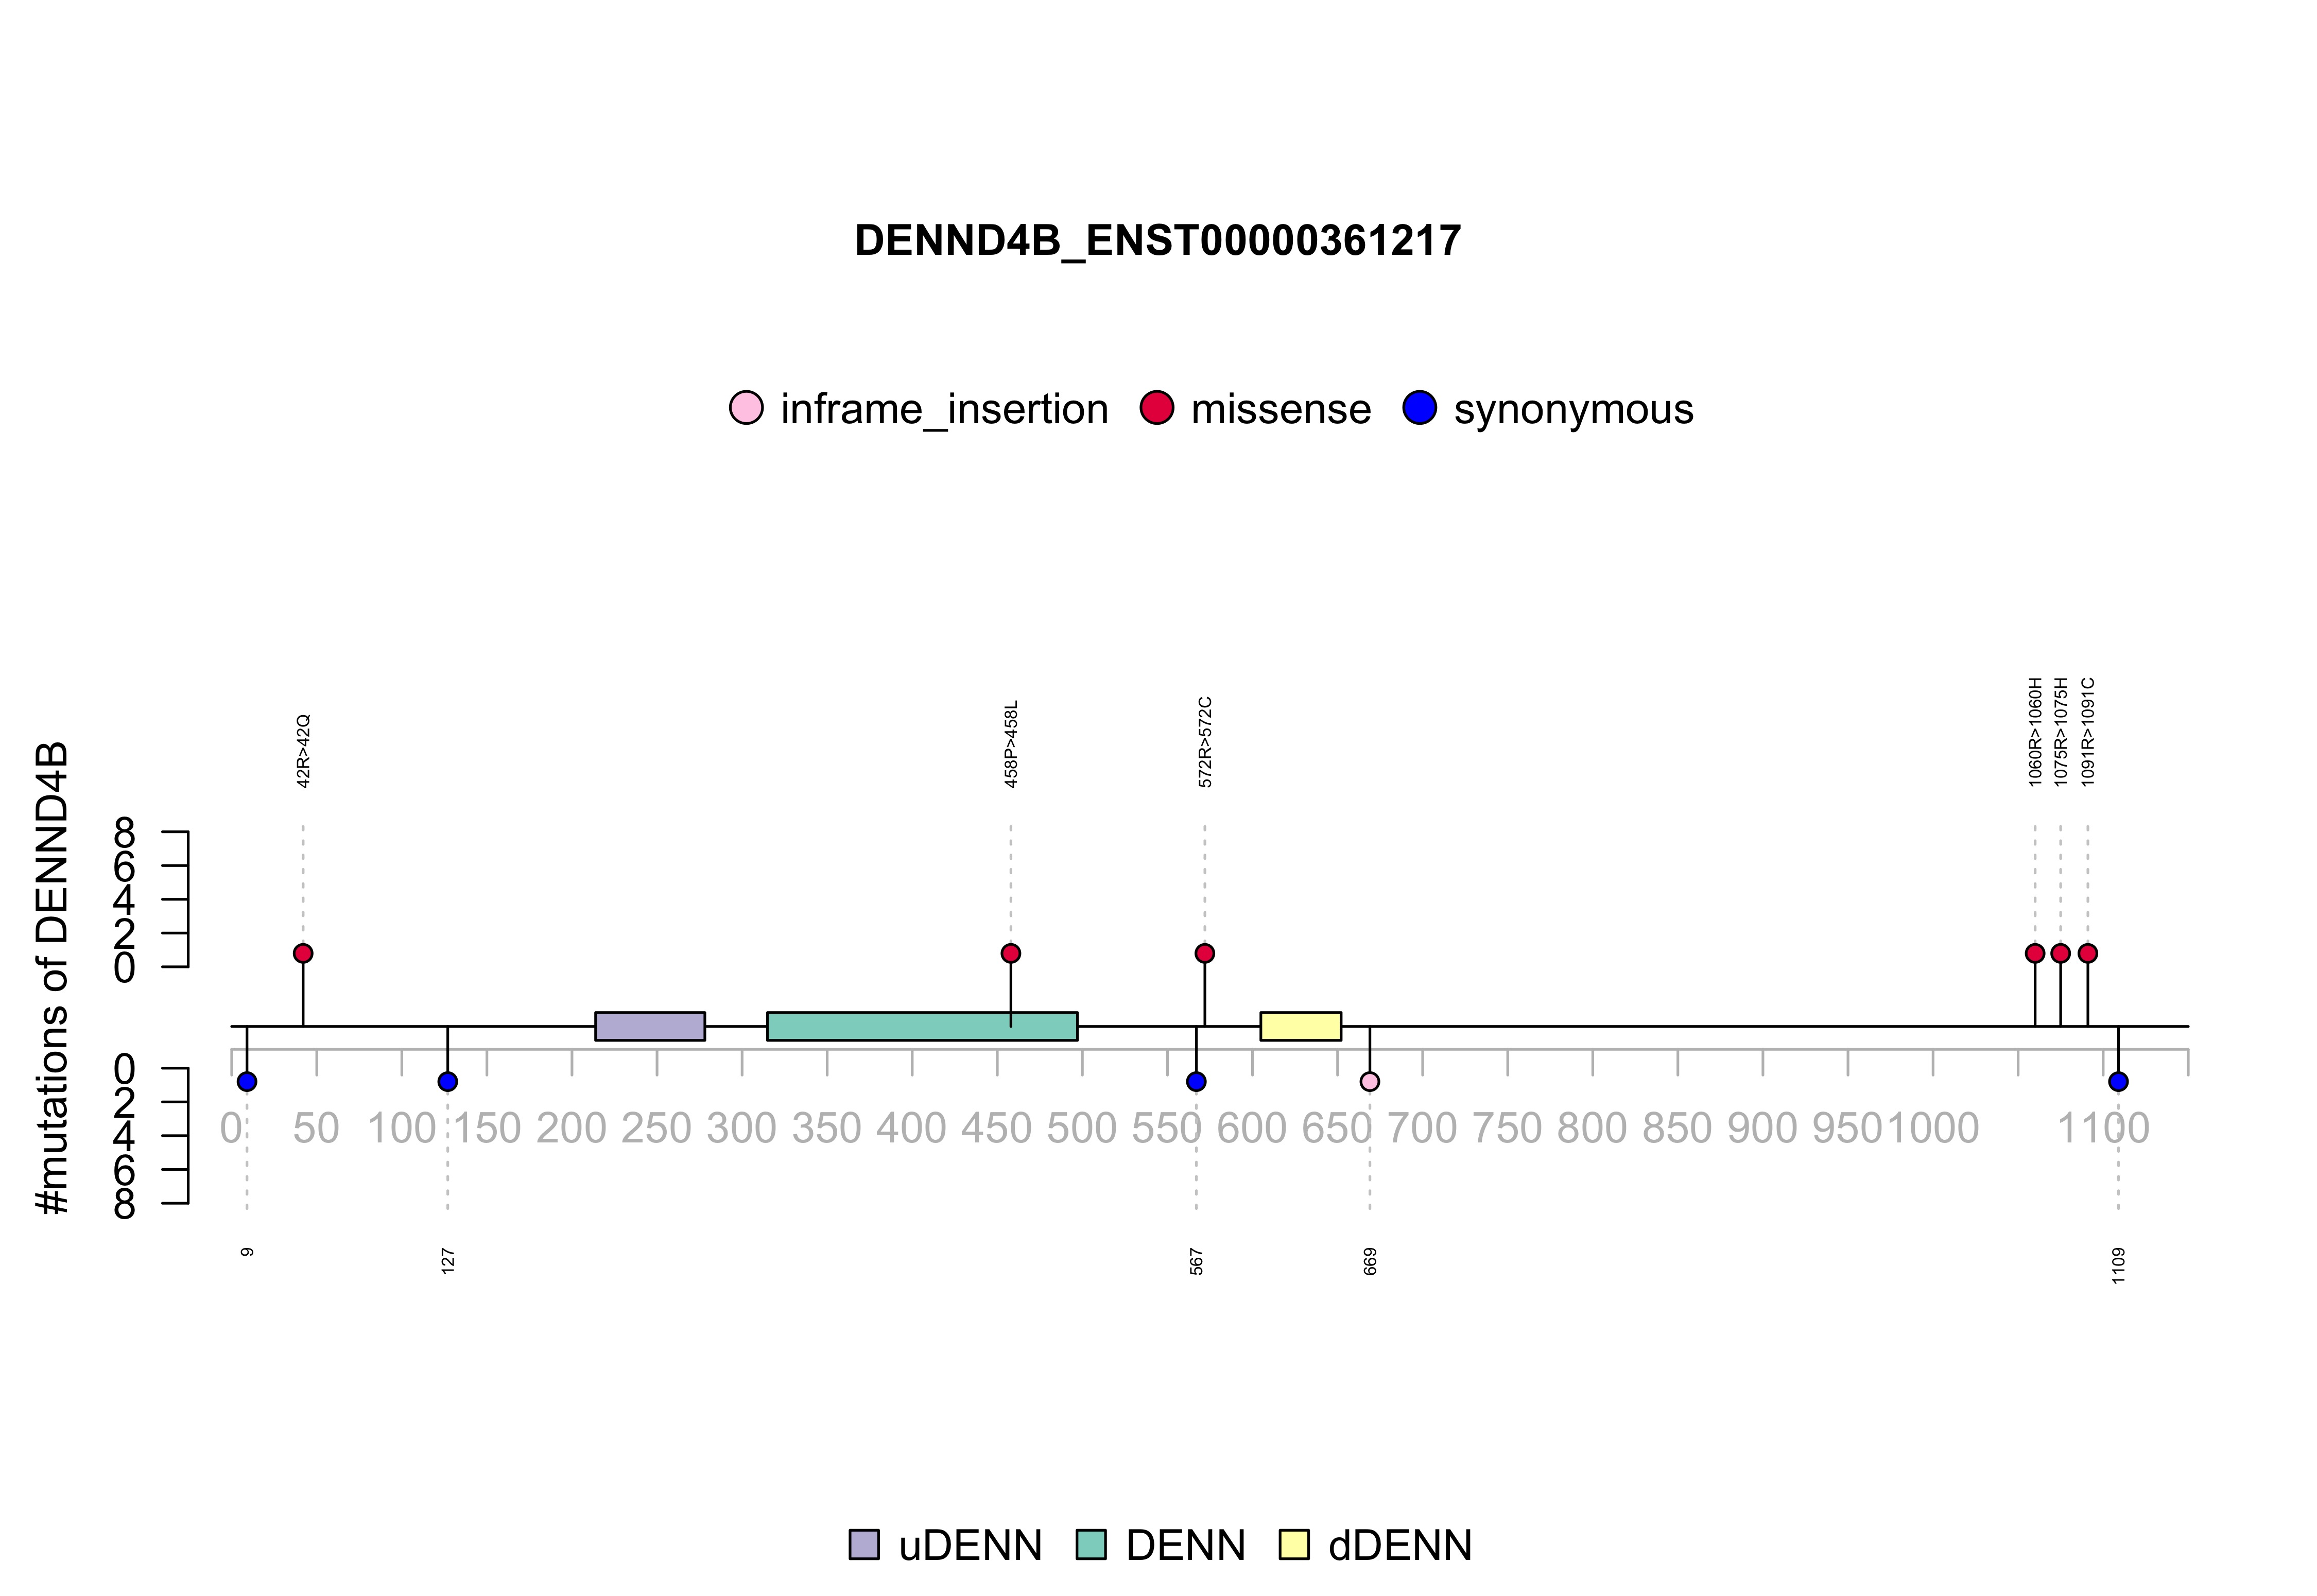 DENND4B_ENST00000361217
inframe_insertion missense synonymous
42R>42Q
458P>458L
572R>572C
1060R>1060H
1075R>1075H
1091R>1091C
#mutations of DENND4B
8
6
4
2
0
0
2
4
6
8
0 50 100 150 200 250 300 350 400 450 500 550 600 650 700 750 800 850 900 950 1000 1100
9
127
567
669
1109
uDENN DENN dDENN